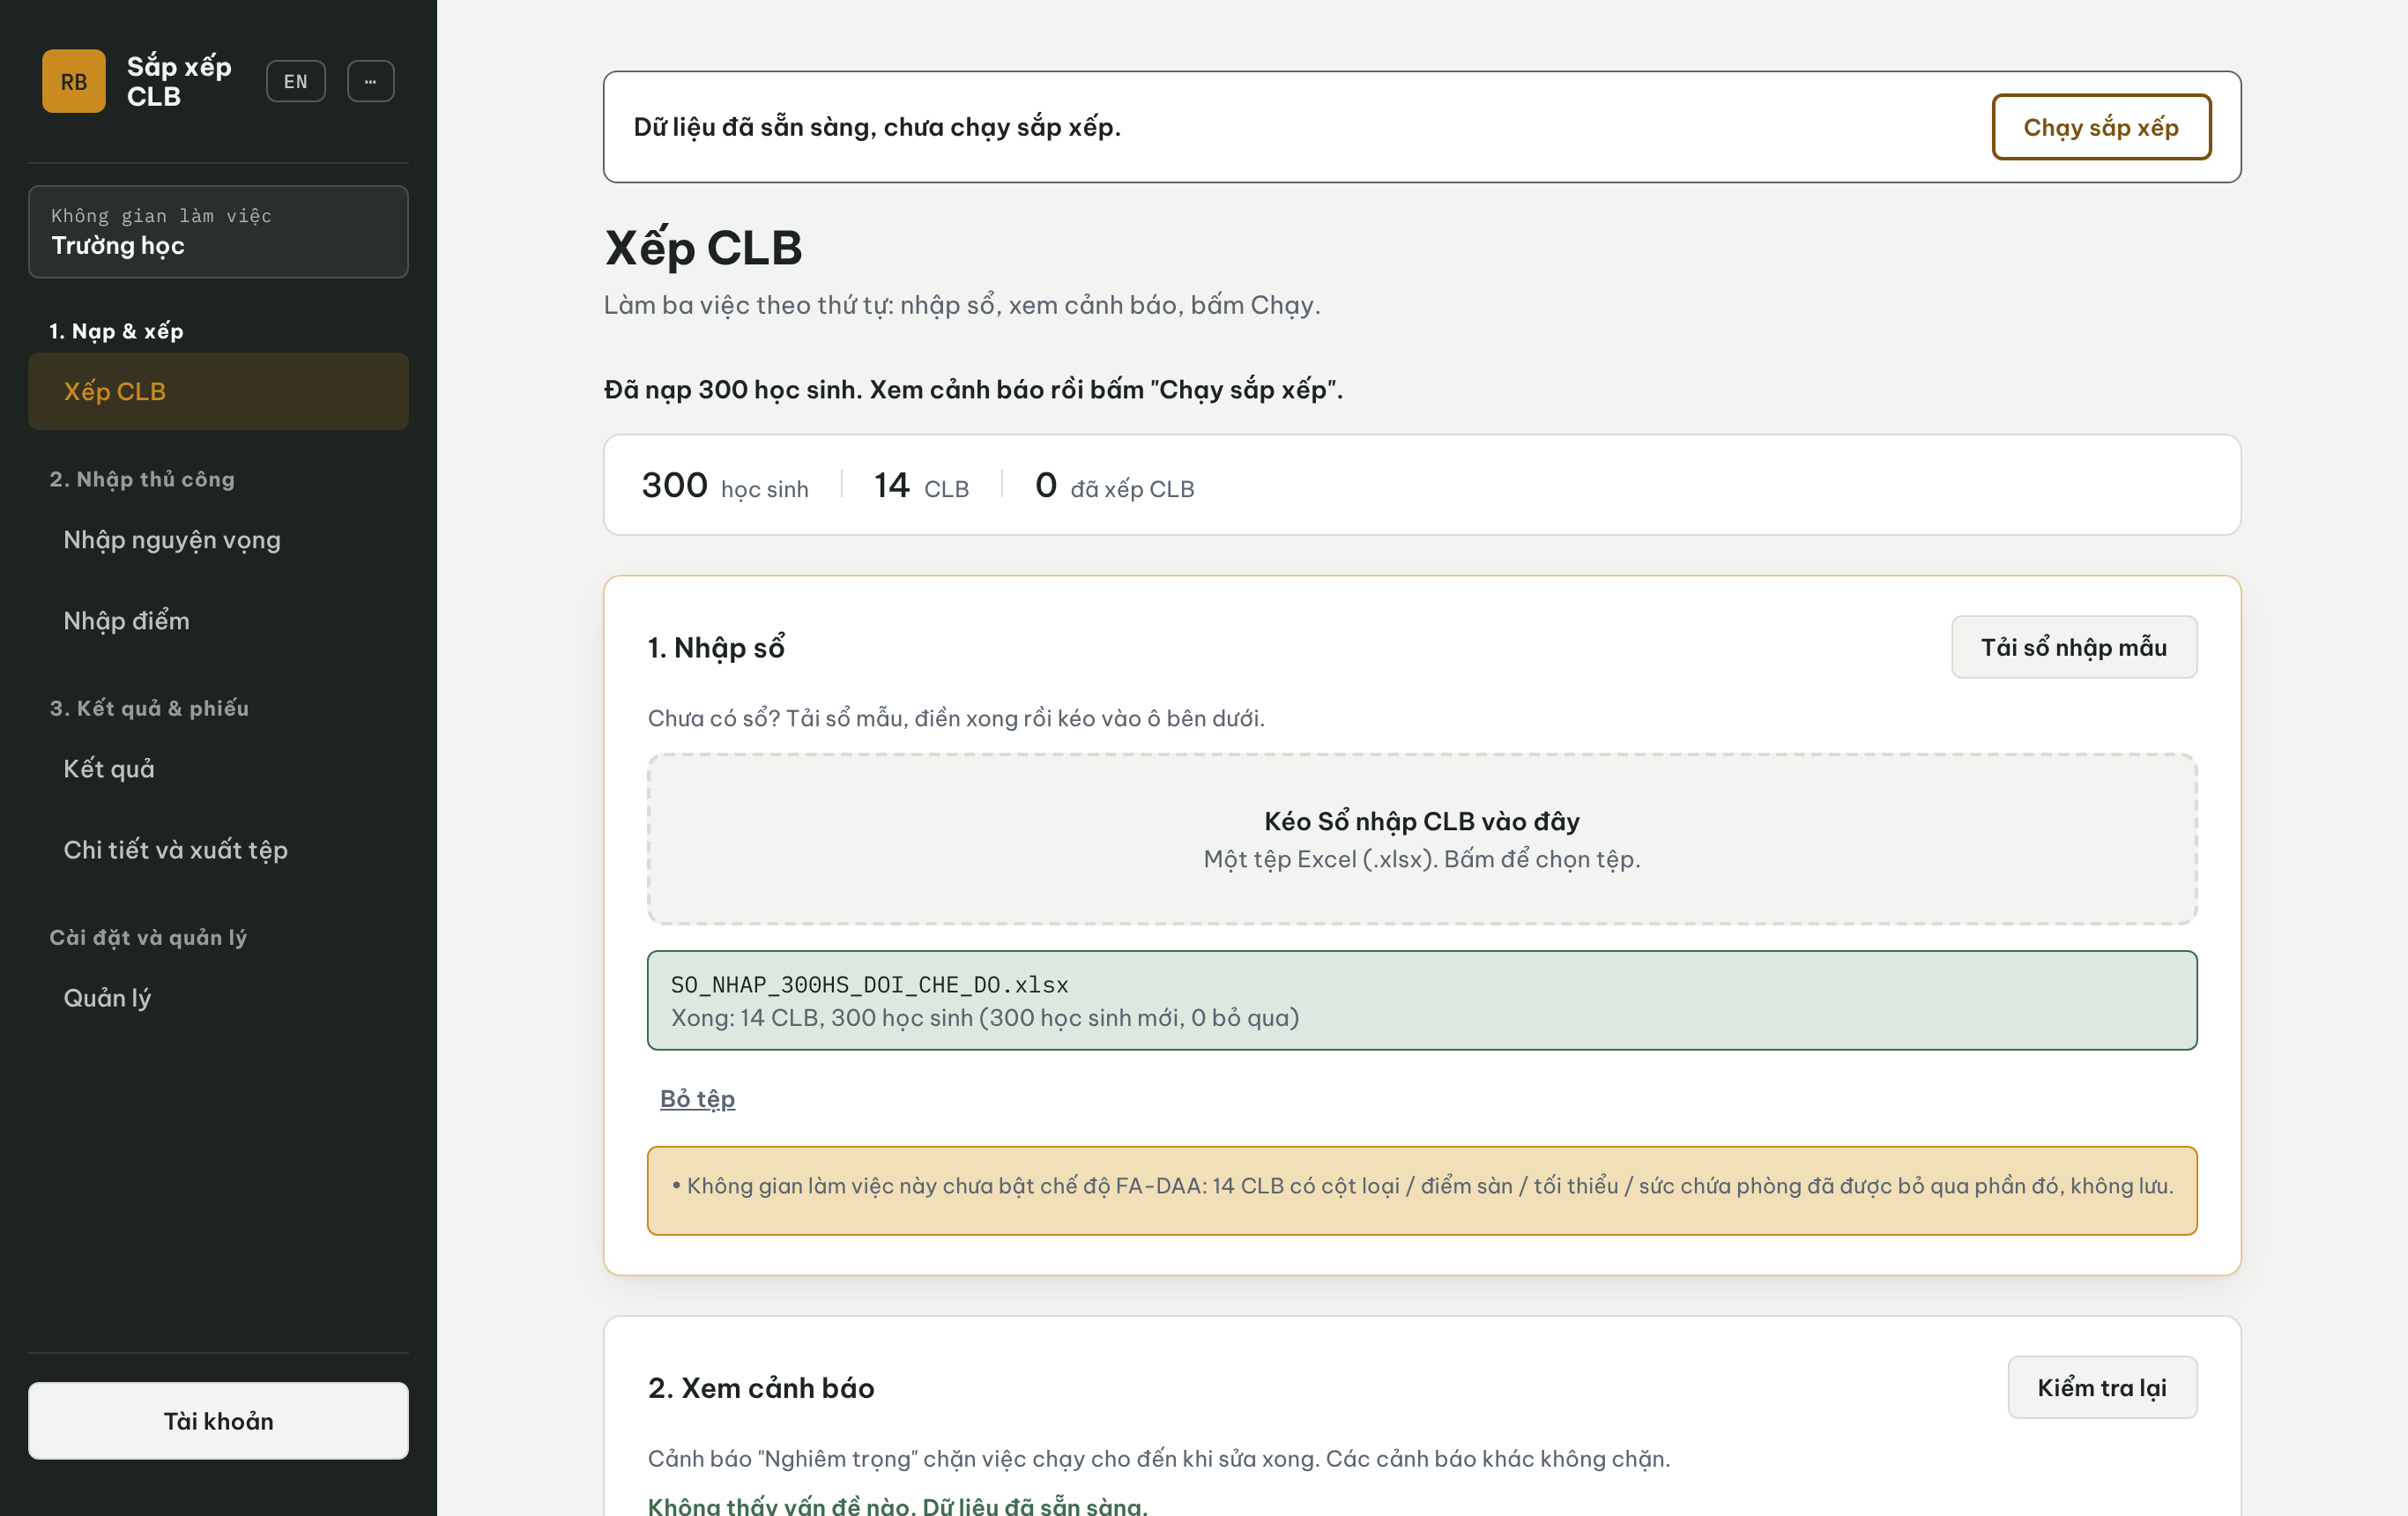 RB
Sắp xếp
CLB
EN
…
Không gian làm việc
Trường học
1. Nạp & xếp
Xếp CLB
2. Nhập thủ công
Nhập nguyện vọng
Nhập điểm
3. Kết quả & phiếu
Kết quả
Chi tiết và xuất tệp
Cài đặt và quản lý
Quản lý
Tài khoản
Dữ liệu đã sẵn sàng, chưa chạy sắp xếp.
Chạy sắp xếp
Xếp CLB
Làm ba việc theo thứ tự: nhập sổ, xem cảnh báo, bấm Chạy.
Đã nạp 300 học sinh. Xem cảnh báo rồi bấm "Chạy sắp xếp".
300 học sinh
14 CLB
0 đã xếp CLB
1. Nhập sổ
Tải sổ nhập mẫu
Chưa có sổ? Tải sổ mẫu, điền xong rồi kéo vào ô bên dưới.
Kéo Sổ nhập CLB vào đây
Một tệp Excel (.xlsx). Bấm để chọn tệp.
SO_NHAP_300HS_DOI_CHE_DO.xlsx
Xong: 14 CLB, 300 học sinh (300 học sinh mới, 0 bỏ qua)
Bỏ tệp
• Không gian làm việc này chưa bật chế độ FA-DAA: 14 CLB có cột loại / điểm sàn / tối thiểu / sức chứa phòng đã được bỏ qua phần đó, không lưu.
2. Xem cảnh báo
Kiểm tra lại
Cảnh báo "Nghiêm trọng" chặn việc chạy cho đến khi sửa xong. Các cảnh báo khác không chặn.
Không thấy vấn đề nào. Dữ liệu đã sẵn sàng.